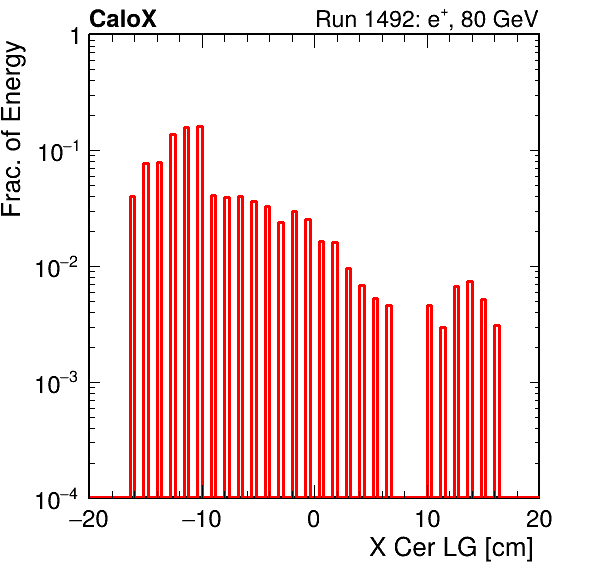 CaloX Run 1492: e⁺, 80 GeV
Frac. of Energy
1
10⁻¹
10⁻²
10⁻³
10⁻⁴
−20 −10 0 10 20
X Cer LG [cm]